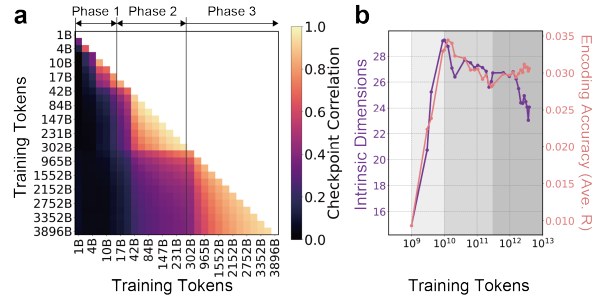 a
Phase 1 Phase 2 Phase 3
Training Tokens
1B
4B
10B
17B
42B
84B
147B
231B
302B
965B
1552B
2152B
2752B
3352B
3896B
1B 4B 10B 17B 42B 84B 147B 231B 302B 965B 1552B 2152B 2752B 3352B 3896B
Training Tokens
1.0
0.8
0.6
0.4
0.2
0.0
Checkpoint Correlation
b
Intrinsic Dimensions
28
26
24
22
20
18
16
10⁹ 10¹⁰ 10¹¹ 10¹² 10¹³
Training Tokens
0.035
0.030
0.025
0.020
0.015
0.010
Encoding Accuracy (Ave. R)